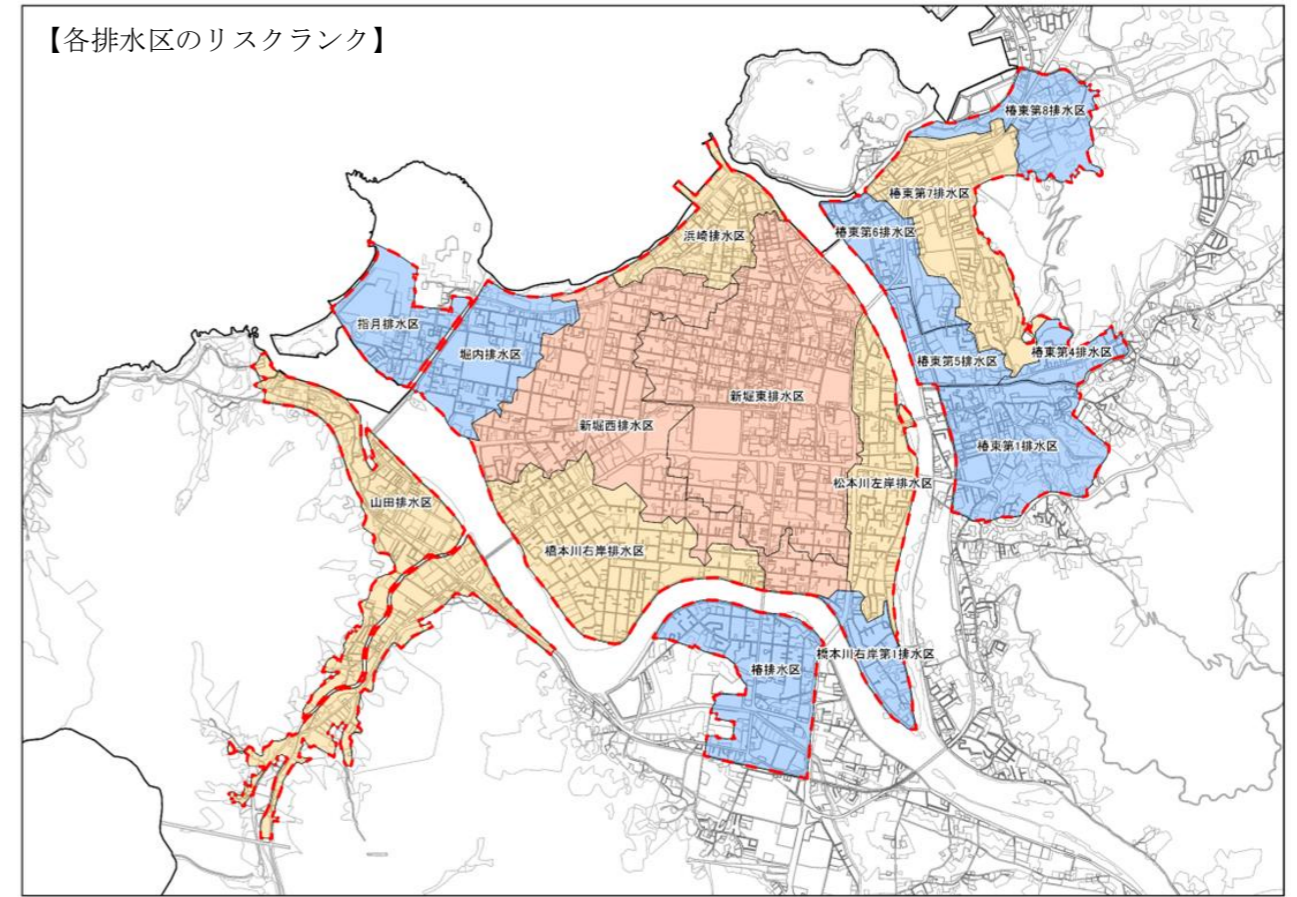 【各排水区のリスクランク】
椿東第8排水区
椿東第7排水区
浜崎排水区
椿東第6排水区
指月排水区
堀内排水区
椿東第5排水区
椿東第4排水区
新堀東排水区
新堀西排水区
椿東第1排水区
松本川左岸排水区
山田排水区
橋本川右岸排水区
橋本川右岸第1排水区
椿排水区